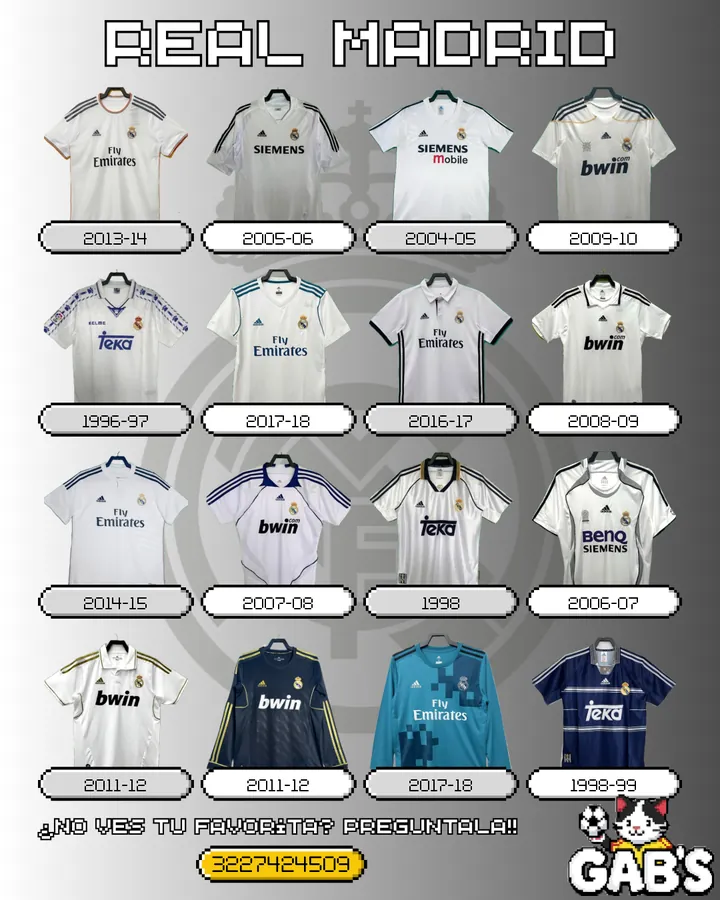 REAL MADRID
Fly
Emirates
SIEMENS
SIEMENS
mobile
bwin.com
2013-14
2005-06
2004-05
2009-10
KELME
Teka
Fly
Emirates
Fly
Emirates
bwin.com
1996-97
2017-18
2016-17
2008-09
Fly
Emirates
bwin.com
Teka
BenQ
SIEMENS
2014-15
2007-08
1998
2006-07
bwin
bwin
Fly
Emirates
Teka
2011-12
2011-12
2017-18
1998-99
¿NO VES TU FAVORITA? PREGUNTALA!!
3227424509
GAB'S